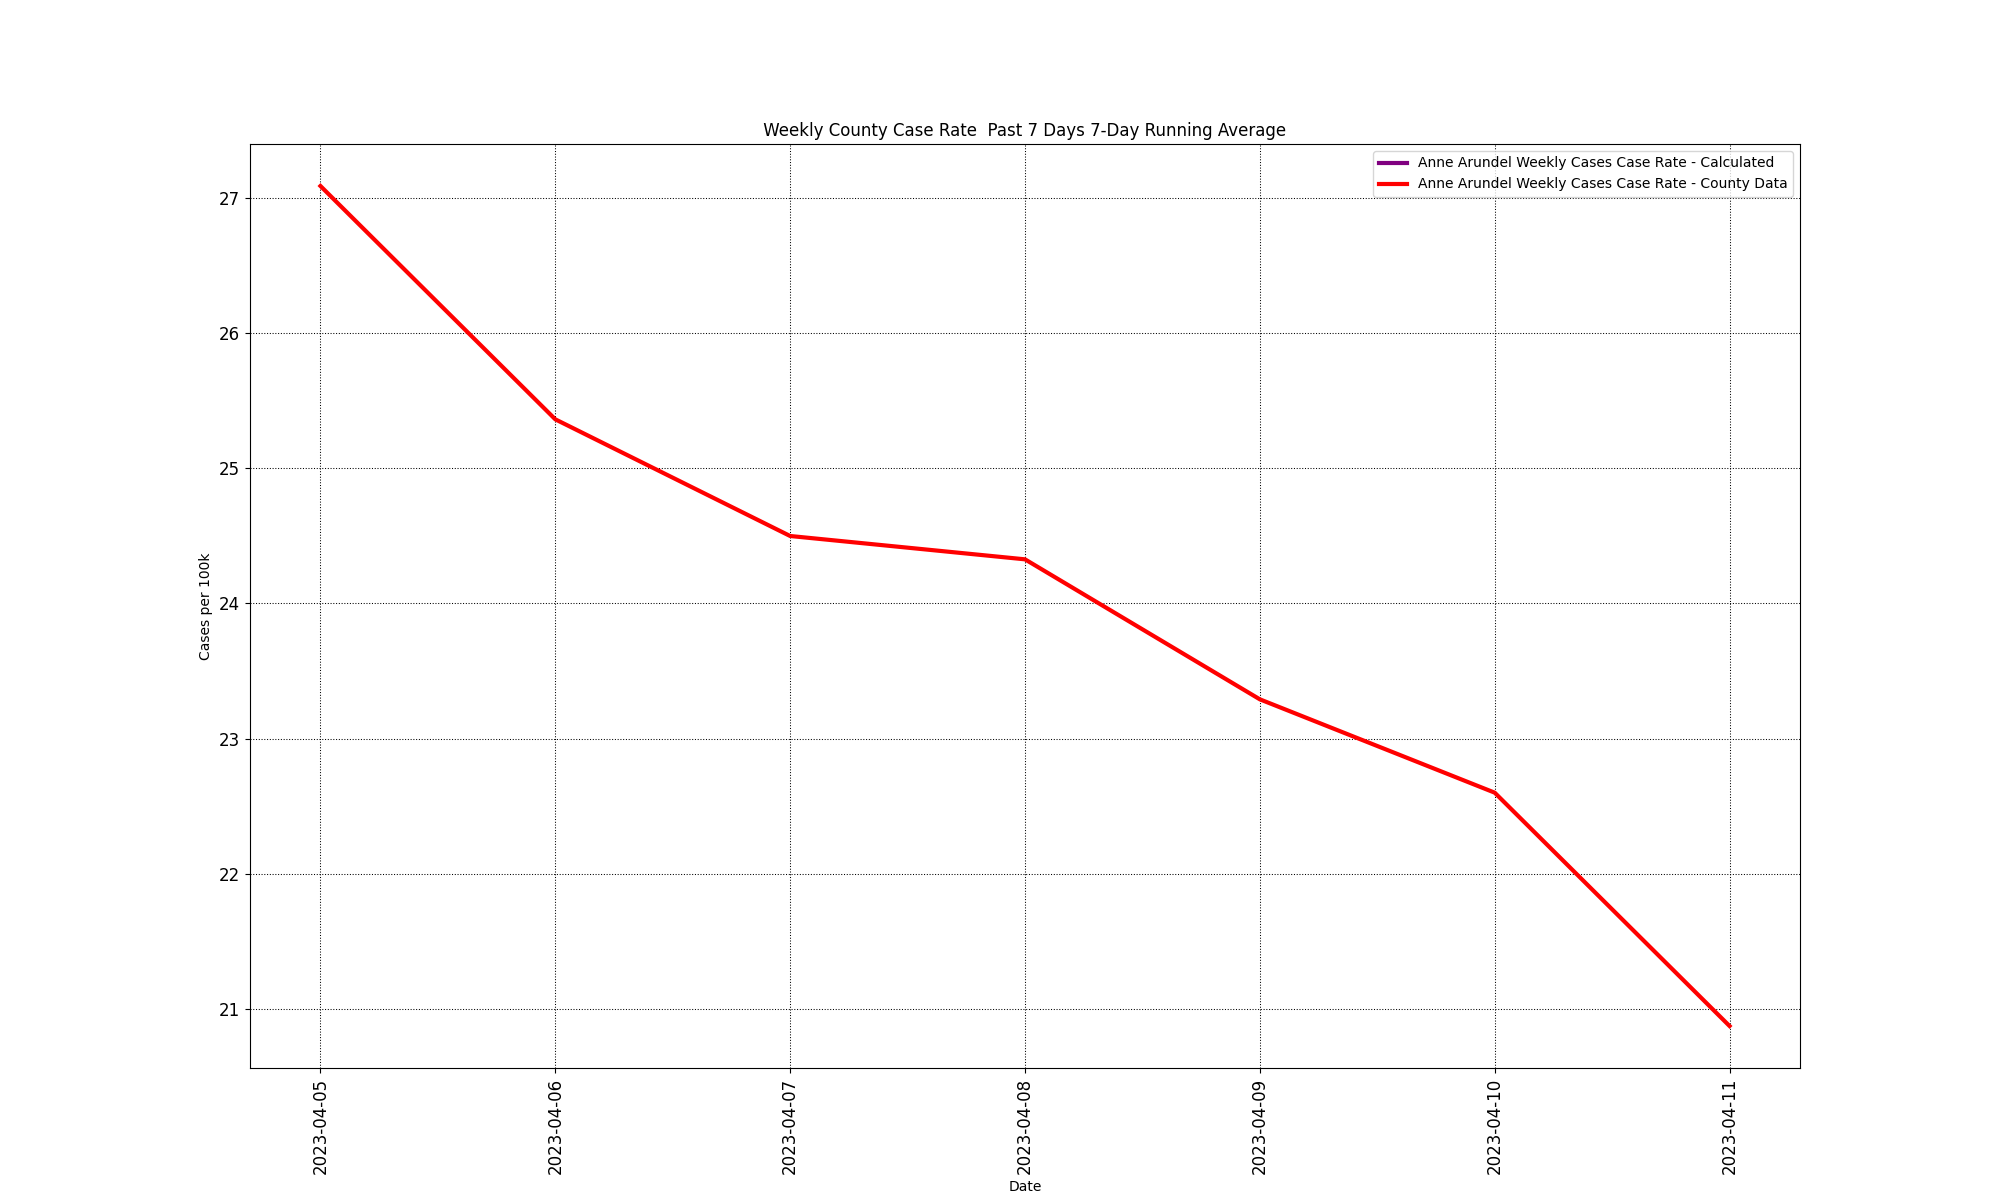 Weekly County Case Rate  Past 7 Days 7-Day Running Average
Anne Arundel Weekly Cases Case Rate - Calculated
Anne Arundel Weekly Cases Case Rate - County Data
27
26
25
24
23
22
21
Cases per 100k
2023-04-05
2023-04-06
2023-04-07
2023-04-08
2023-04-09
2023-04-10
2023-04-11
Date